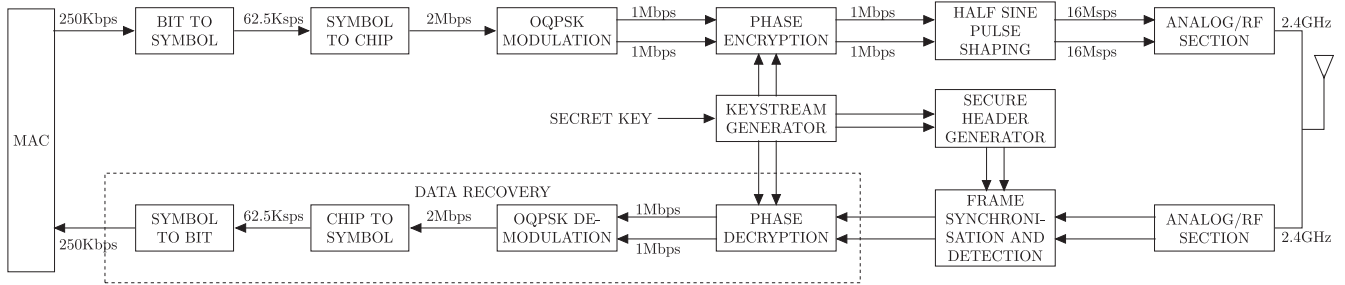 250Kbps
BIT TO
SYMBOL
62.5Ksps
SYMBOL
TO CHIP
2Mbps
OQPSK
MODULATION
1Mbps
1Mbps
PHASE
ENCRYPTION
1Mbps
1Mbps
HALF SINE
PULSE
SHAPING
16Msps
16Msps
ANALOG/RF
SECTION
2.4GHz
MAC
SECRET KEY
KEYSTREAM
GENERATOR
SECURE
HEADER
GENERATOR
DATA RECOVERY
250Kbps
SYMBOL
TO BIT
62.5Ksps
CHIP TO
SYMBOL
2Mbps
OQPSK DE-
MODULATION
1Mbps
1Mbps
PHASE
DECRYPTION
FRAME
SYNCHRONI-
SATION AND
DETECTION
ANALOG/RF
SECTION
2.4GHz